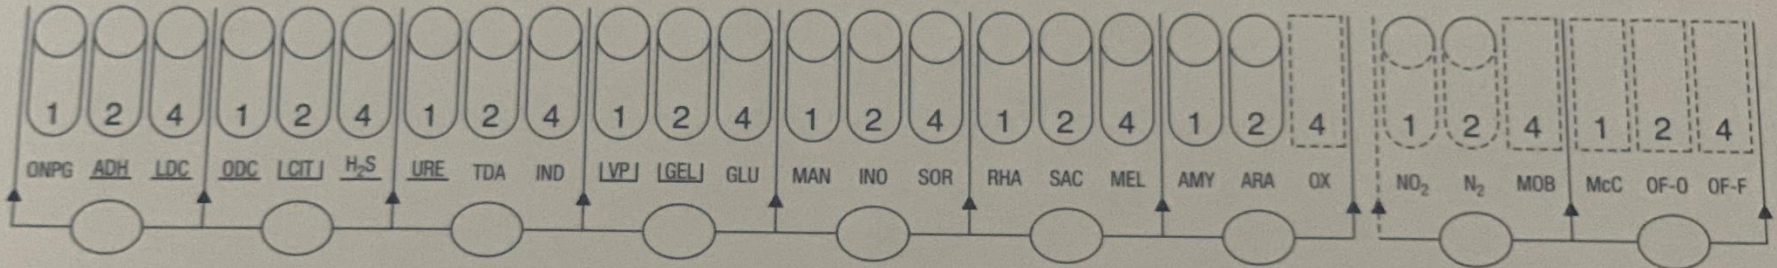 1 2 4 1 2 4 1 2 4 1 2 4 1 2 4 1 2 4 1 2 4 1 2 4 1 2 4
ONPG ADH LDC ODC CIT H₂S URE TDA IND VP GEL GLU MAN INO SOR RHA SAC MEL AMY ARA OX NO₂ N₂ MOB McC OF-O OF-F